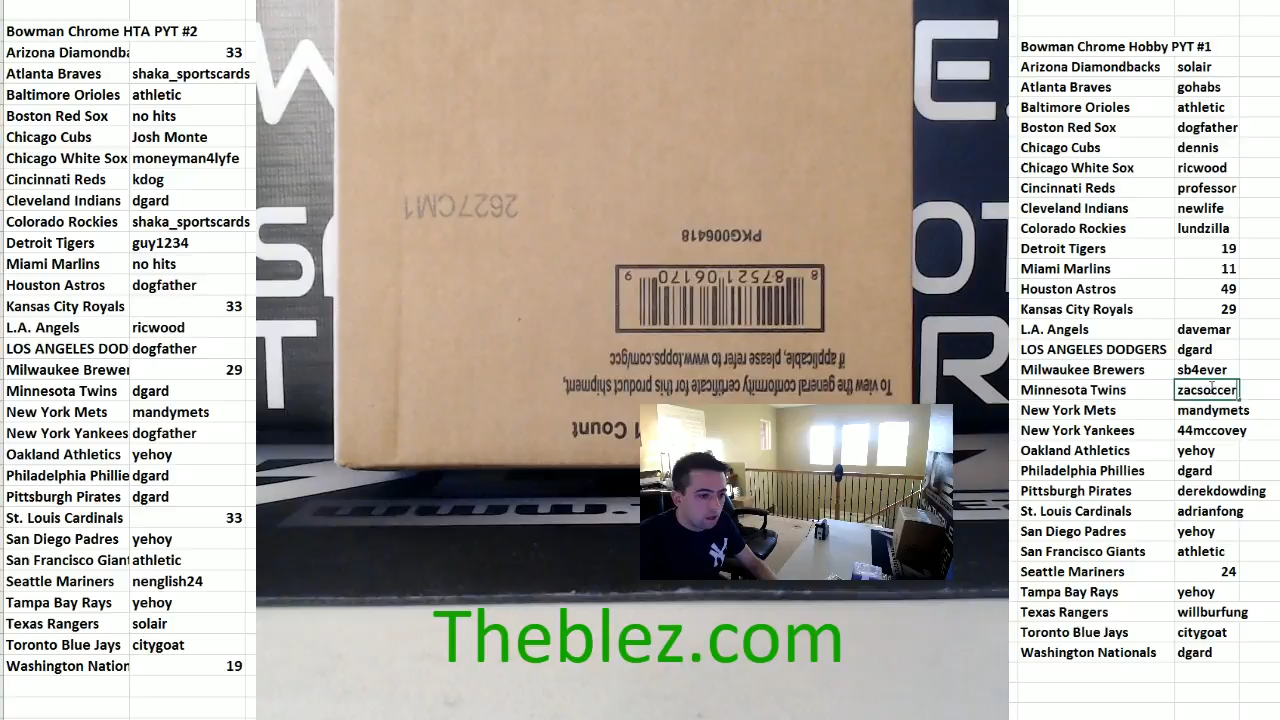 Bowman Chrome HTA PYT #2
Arizona Diamondba 33
Atlanta Braves shaka_sportscards
Baltimore Orioles athletic
Boston Red Sox no hits
Chicago Cubs Josh Monte
Chicago White Sox moneyman4lyfe
Cincinnati Reds kdog
Cleveland Indians dgard
Colorado Rockies shaka_sportscards
Detroit Tigers guy1234
Miami Marlins no hits
Houston Astros dogfather
Kansas City Royals 33
L.A. Angels ricwood
LOS ANGELES DOD dogfather
Milwaukee Brewer 29
Minnesota Twins dgard
New York Mets mandymets
New York Yankees dogfather
Oakland Athletics yehoy
Philadelphia Phillie dgard
Pittsburgh Pirates dgard
St. Louis Cardinals 33
San Diego Padres yehoy
San Francisco Giant athletic
Seattle Mariners nenglish24
Tampa Bay Rays yehoy
Texas Rangers solair
Toronto Blue Jays citygoat
Washington Nation 19
1 Count
To view the general conformity certificate for this product shipment,
if applicable, please refer to www.topps.com/gcc
8 87521 06170 9
PKG006418
2627CM1
Theblez.com
Bowman Chrome Hobby PYT #1
Arizona Diamondbacks solair
Atlanta Braves gohabs
Baltimore Orioles athletic
Boston Red Sox dogfather
Chicago Cubs dennis
Chicago White Sox ricwood
Cincinnati Reds professor
Cleveland Indians newlife
Colorado Rockies lundzilla
Detroit Tigers 19
Miami Marlins 11
Houston Astros 49
Kansas City Royals 29
L.A. Angels davemar
LOS ANGELES DODGERS dgard
Milwaukee Brewers sb4ever
Minnesota Twins zacsoccer
New York Mets mandymets
New York Yankees 44mccovey
Oakland Athletics yehoy
Philadelphia Phillies dgard
Pittsburgh Pirates derekdowding
St. Louis Cardinals adrianfong
San Diego Padres yehoy
San Francisco Giants athletic
Seattle Mariners 24
Tampa Bay Rays yehoy
Texas Rangers willburfung
Toronto Blue Jays citygoat
Washington Nationals dgard